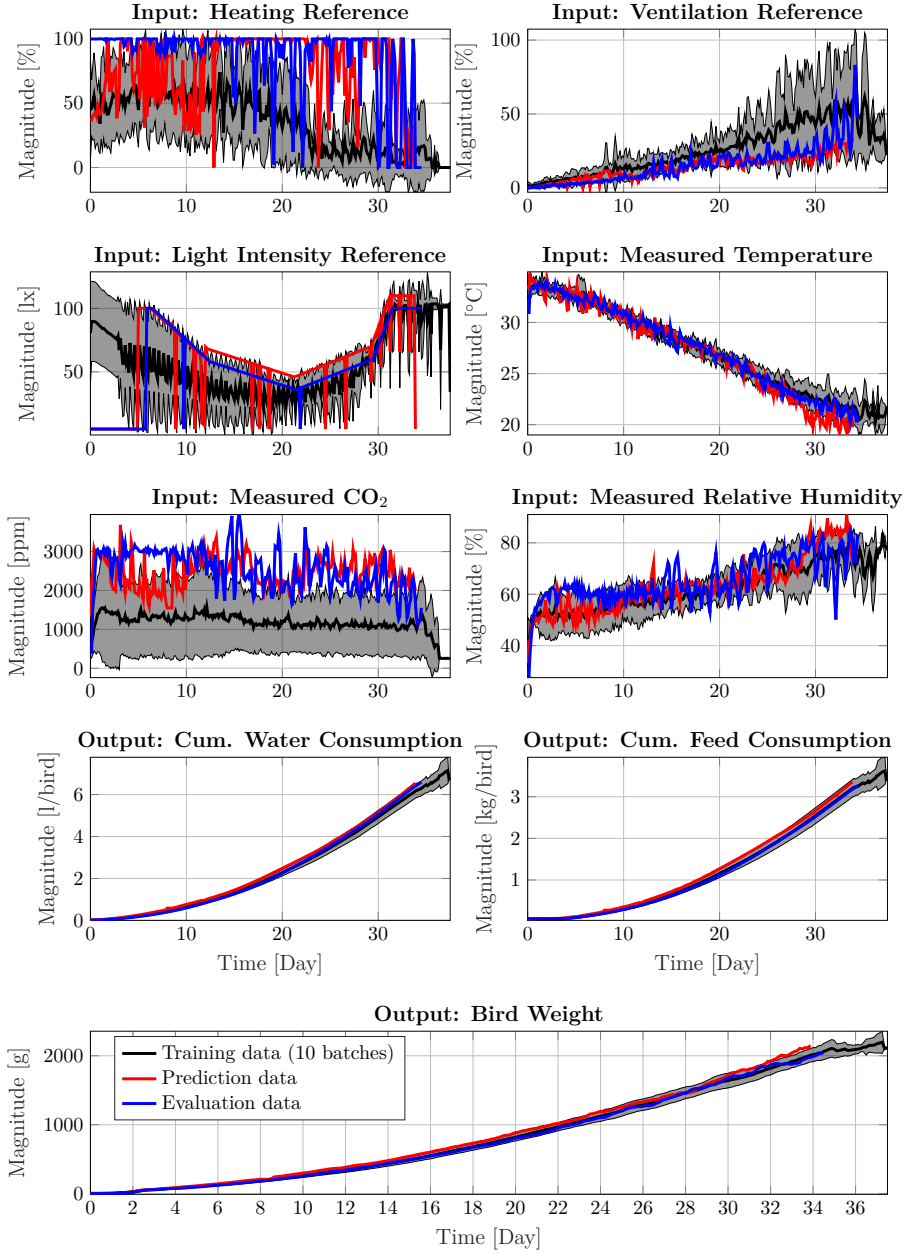 Input: Heating Reference
Input: Ventilation Reference
Magnitude [%]
100
50
0
0 10 20 30
Magnitude [%]
100
50
0
0 10 20 30
Input: Light Intensity Reference
Input: Measured Temperature
Magnitude [lx]
100
50
0 10 20 30
Magnitude [°C]
30
25
20
0 10 20 30
Input: Measured CO₂
Input: Measured Relative Humidity
Magnitude [ppm]
3000
2000
1000
0
0 10 20 30
Magnitude [%]
80
60
40
0 10 20 30
Output: Cum. Water Consumption
Output: Cum. Feed Consumption
Magnitude [l/bird]
6
4
2
0
0 10 20 30
Time [Day]
Magnitude [kg/bird]
3
2
1
0 10 20 30
Time [Day]
Output: Bird Weight
Magnitude [g]
2000
1000
0
Training data (10 batches)
Prediction data
Evaluation data
0 2 4 6 8 10 12 14 16 18 20 22 24 26 28 30 32 34 36
Time [Day]